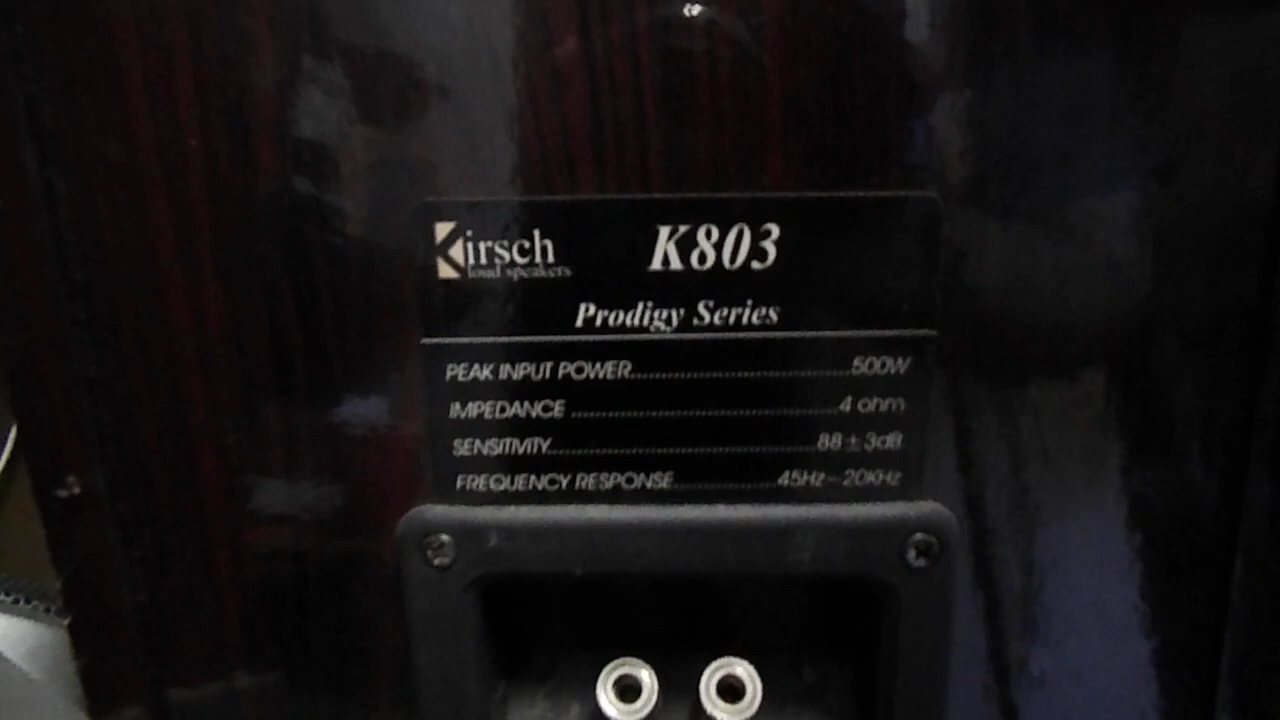 Kirsch K803
loud speakers
Prodigy Series
PEAK INPUT POWER......................................500W
IMPEDANCE ..............................................4 ohm
SENSITIVITY..............................................88 ± 3dB
FREQUENCY RESPONSE..................45Hz~20KHz